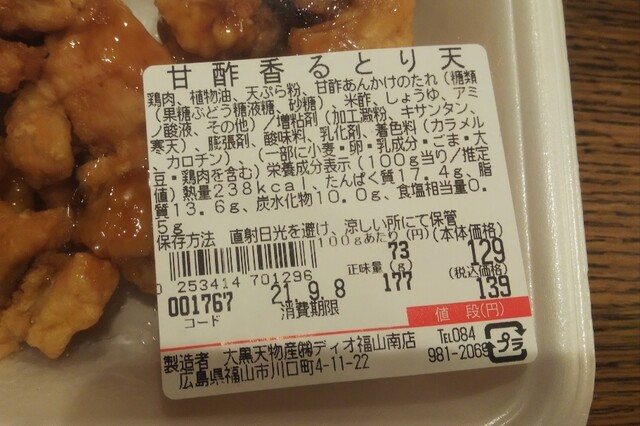 甘酢香るとり天
鶏肉、植物油、天ぷら粉、甘酢あんかけのたれ（糖類
（果糖ぶどう糖液糖、砂糖）、米酢、しょうゆ、アミ
ノ酸液、その他）／増粘剤（加工澱粉、キサンタン、
寒天）、膨張剤、酸味料、乳化剤、着色料（カラメル
、カロチン）、（一部に小麦・卵・乳成分・ごま・大
豆・鶏肉を含む）栄養成分表示（100g当り／推定
値）熱量238kcal、たんぱく質17.4g、脂
質13.6g、炭水化物10.0g、食塩相当量0.
5g
保存方法 直射日光を避け、涼しい所にて保管
100gあたり(円) (本体価格)
73 129
0 253414 701296 正味量(g) (税込価格)
001767 21.9.8 177 139
コード 消費期限 値段(円)
製造者 大黒天物産㈱ディオ福山南店 TEL084
広島県福山市川口町4-11-22 981-2069 プラ